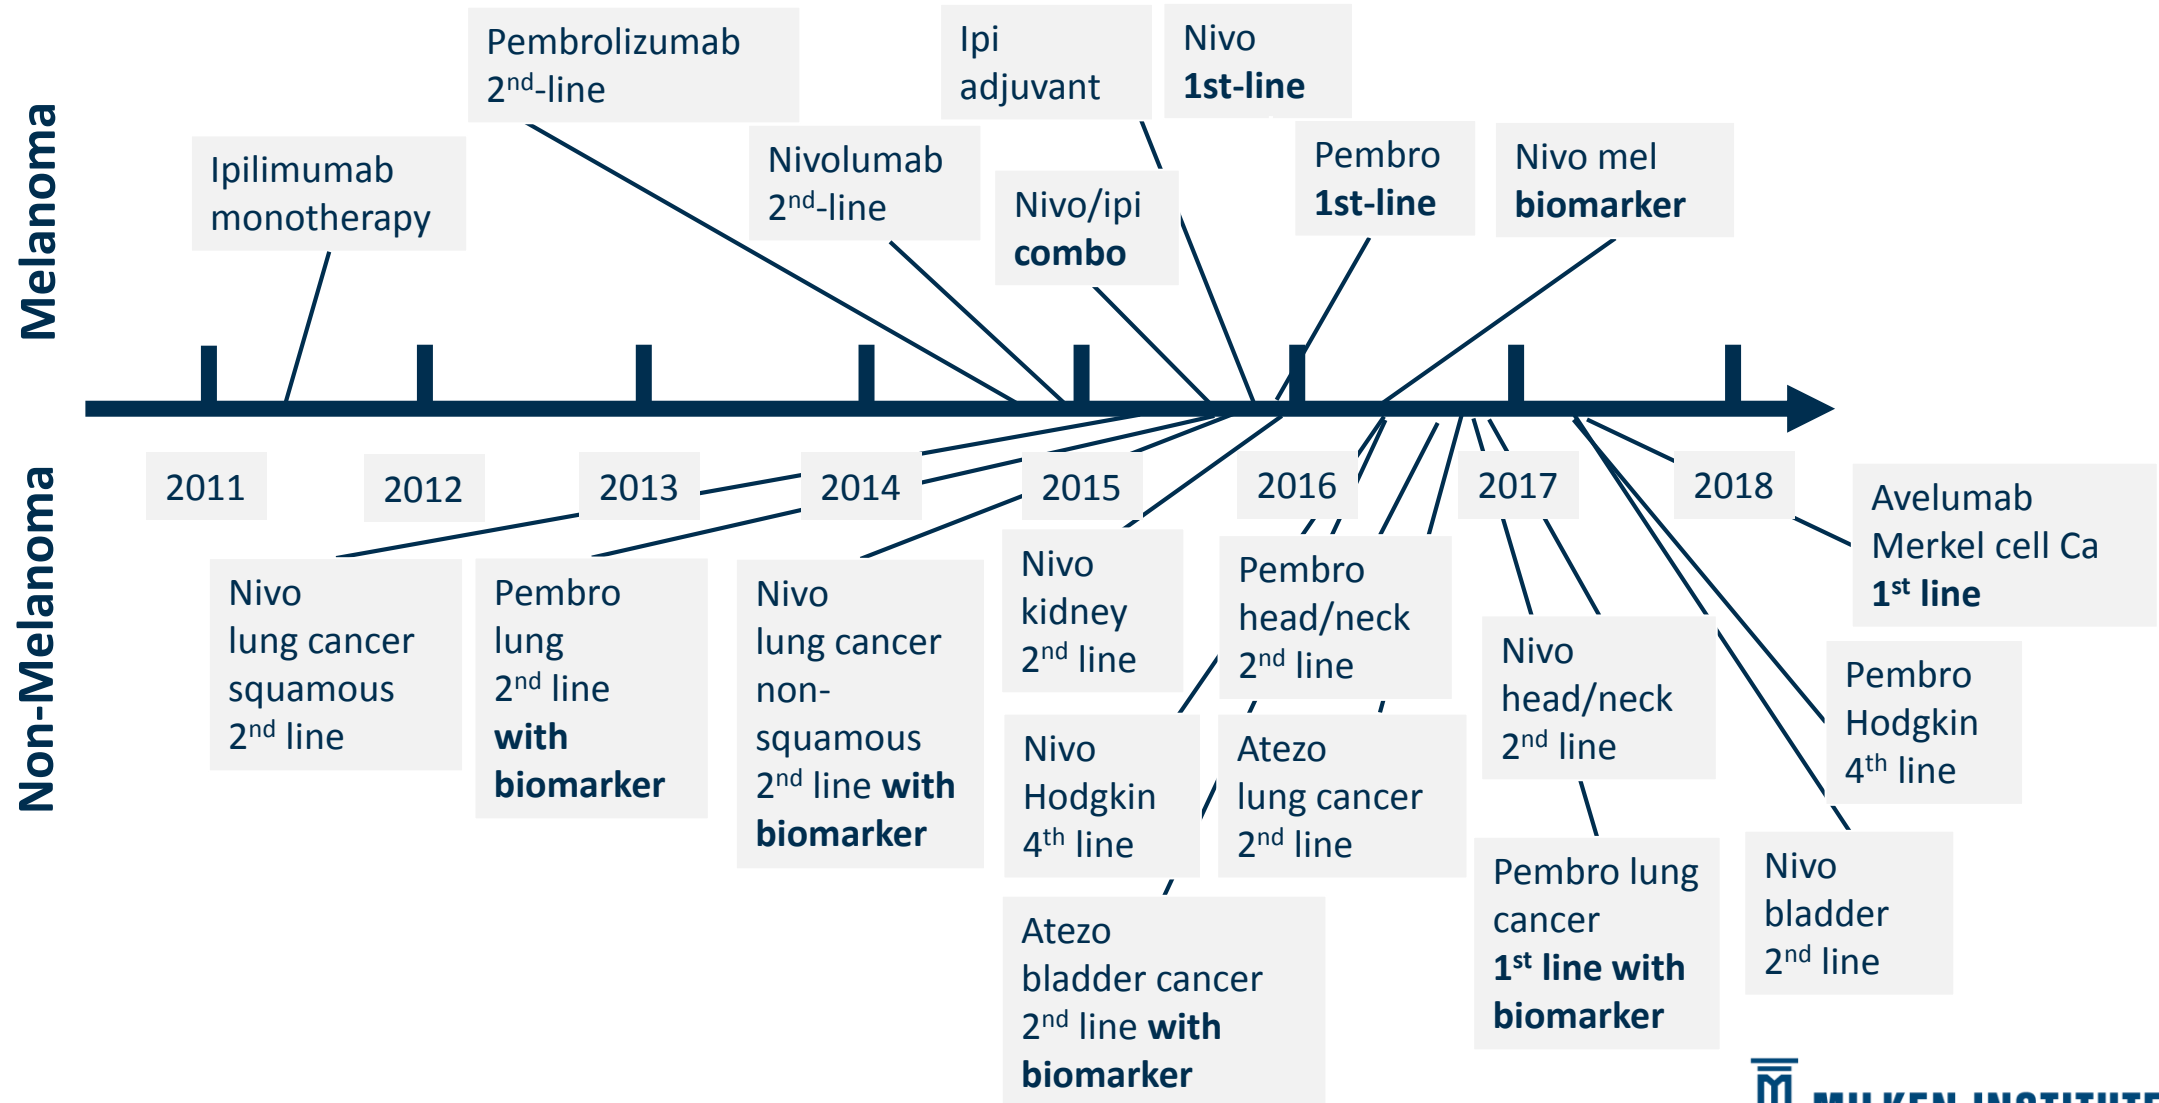 Melanoma
Ipilimumab
monotherapy
Pembrolizumab
2nd-line
Nivolumab
2nd-line
Ipi
adjuvant
Nivo/ipi
combo
Nivo
1st-line
Pembro
1st-line
Nivo mel
biomarker
2011
2012
2013
2014
2015
2016
2017
2018
Non-Melanoma
Nivo
lung cancer
squamous
2nd line
Pembro
lung
2nd line
with
biomarker
Nivo
lung cancer
non-
squamous
2nd line with
biomarker
Nivo
kidney
2nd line
Nivo
Hodgkin
4th line
Atezo
bladder cancer
2nd line with
biomarker
Pembro
head/neck
2nd line
Atezo
lung cancer
2nd line
Nivo
head/neck
2nd line
Pembro lung
cancer
1st line with
biomarker
Nivo
bladder
2nd line
Pembro
Hodgkin
4th line
Avelumab
Merkel cell Ca
1st line
MILKEN INSTITUTE